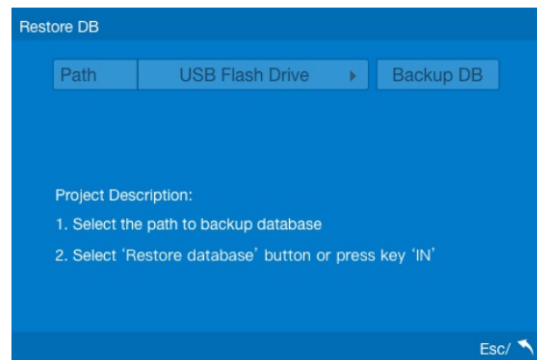 Restore DB
Path USB Flash Drive Backup DB
Project Description:
1. Select the path to backup database
2. Select ‘Restore database’ button or press key ‘IN’
Esc/